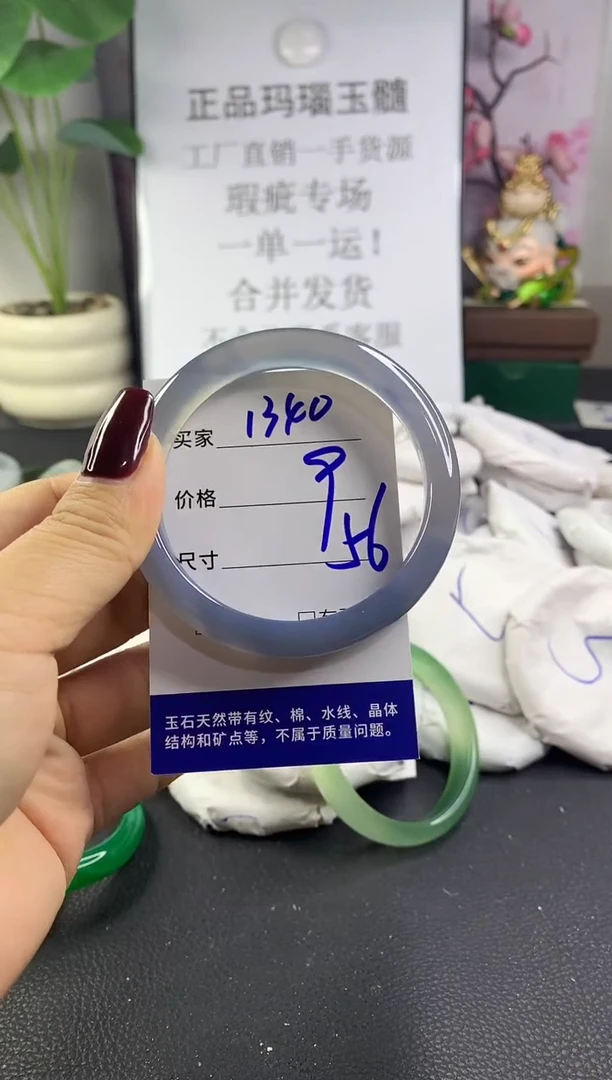 正品玛瑙玉髓
工厂直销一手货源
瑕疵专场
一单一运！
合并发货
买家 1340
价格
尺寸 56
玉石天然带有纹、棉、水线、晶体
结构和矿点等，不属于质量问题。